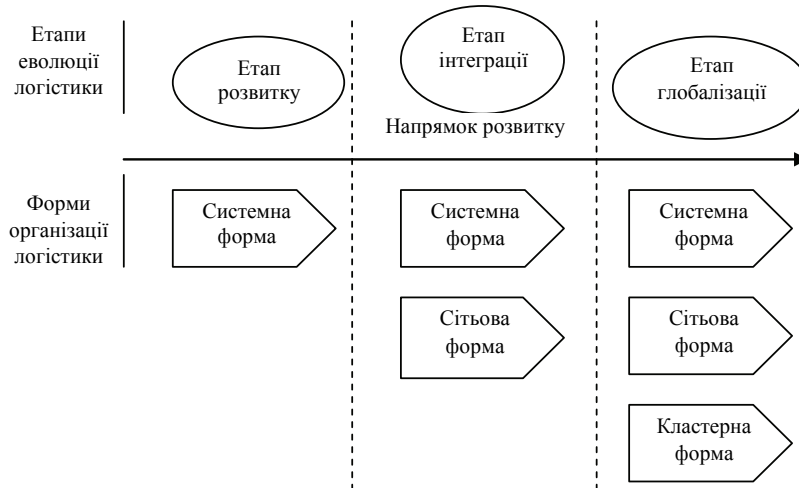 Етапи
еволюції
логістики
Етап
розвитку
Етап
інтеграції
Етап
глобалізації
Напрямок розвитку
Форми
організації
логістики
Системна
форма
Системна
форма
Системна
форма
Сітьова
форма
Сітьова
форма
Кластерна
форма